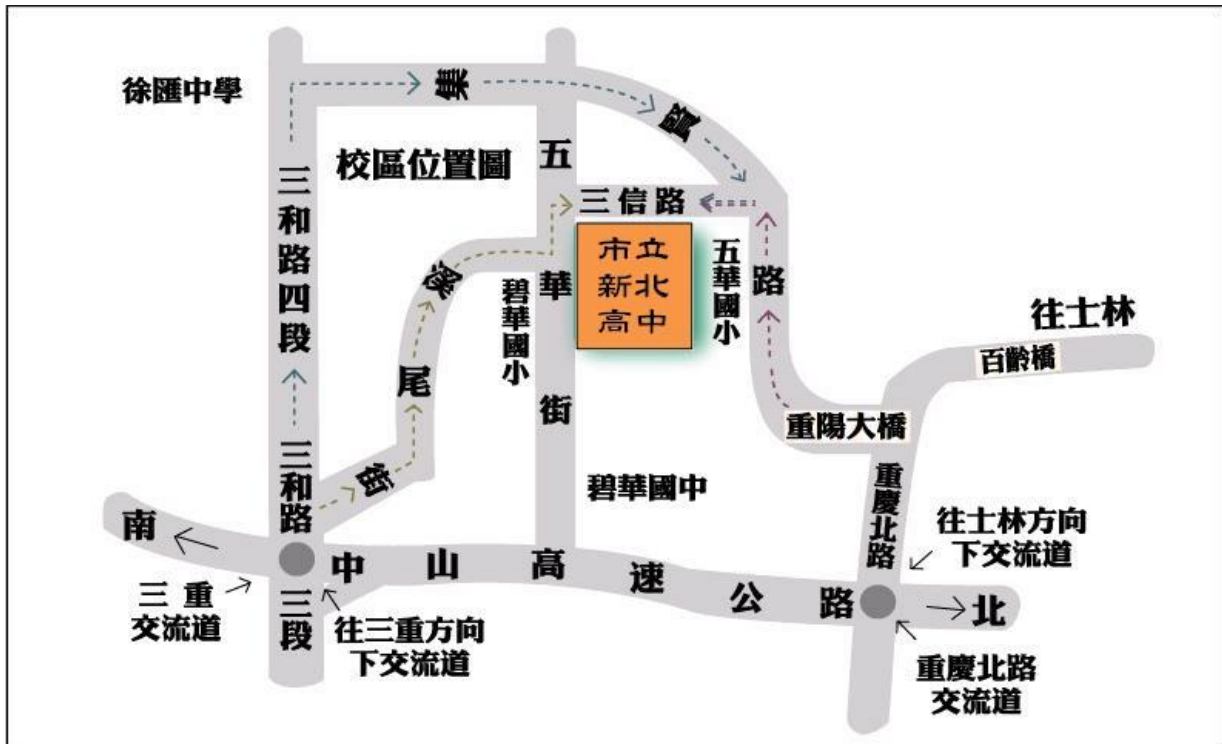 徐匯中學
集
賢
路
校區位置圖
五
華
街
三信路
市立
新北
高中
五華國小
碧華國小
三和路四段
溪
尾
街
往士林
百齡橋
重陽大橋
重慶北路
碧華國中
三和路
三段
南
中山高速公路
北
三重
交流道
往三重方向
下交流道
往士林方向
下交流道
重慶北路
交流道